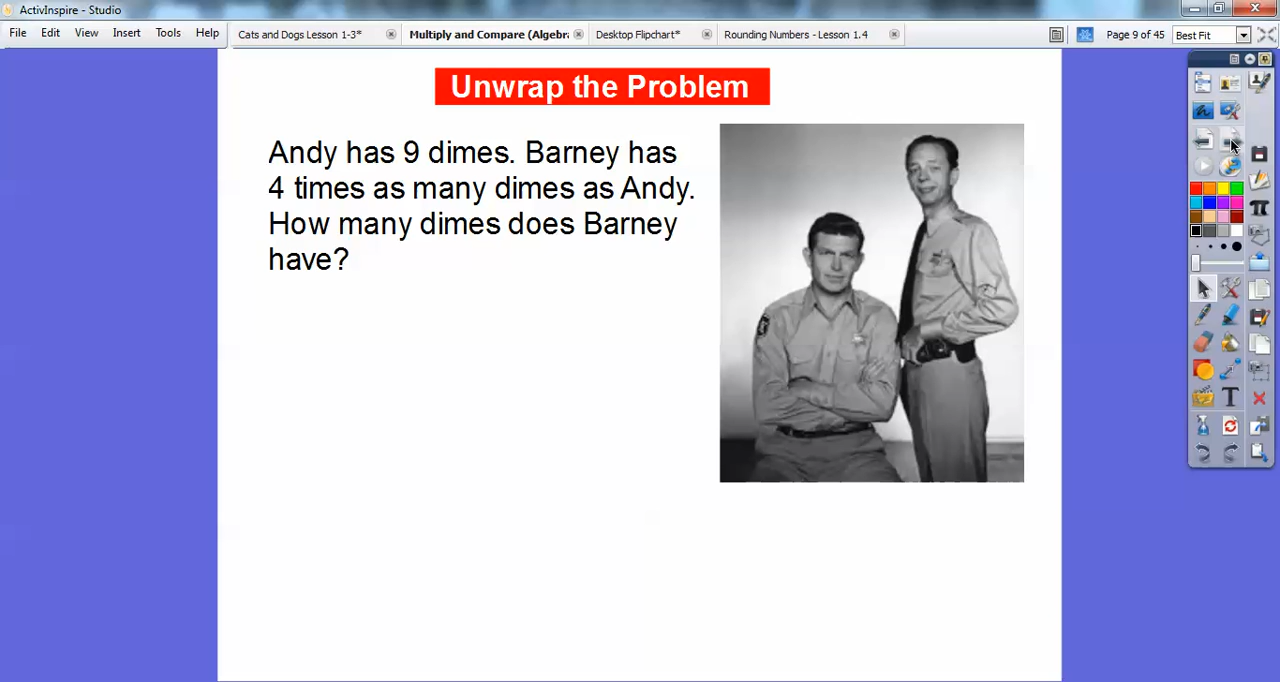 ActivInspire - Studio
File Edit View Insert Tools Help
Cats and Dogs Lesson 1-3*
Multiply and Compare (Algebra
Desktop Flipchart*
Rounding Numbers - Lesson 1.4
Page 9 of 45
Best Fit
Unwrap the Problem
Andy has 9 dimes. Barney has
4 times as many dimes as Andy.
How many dimes does Barney
have?